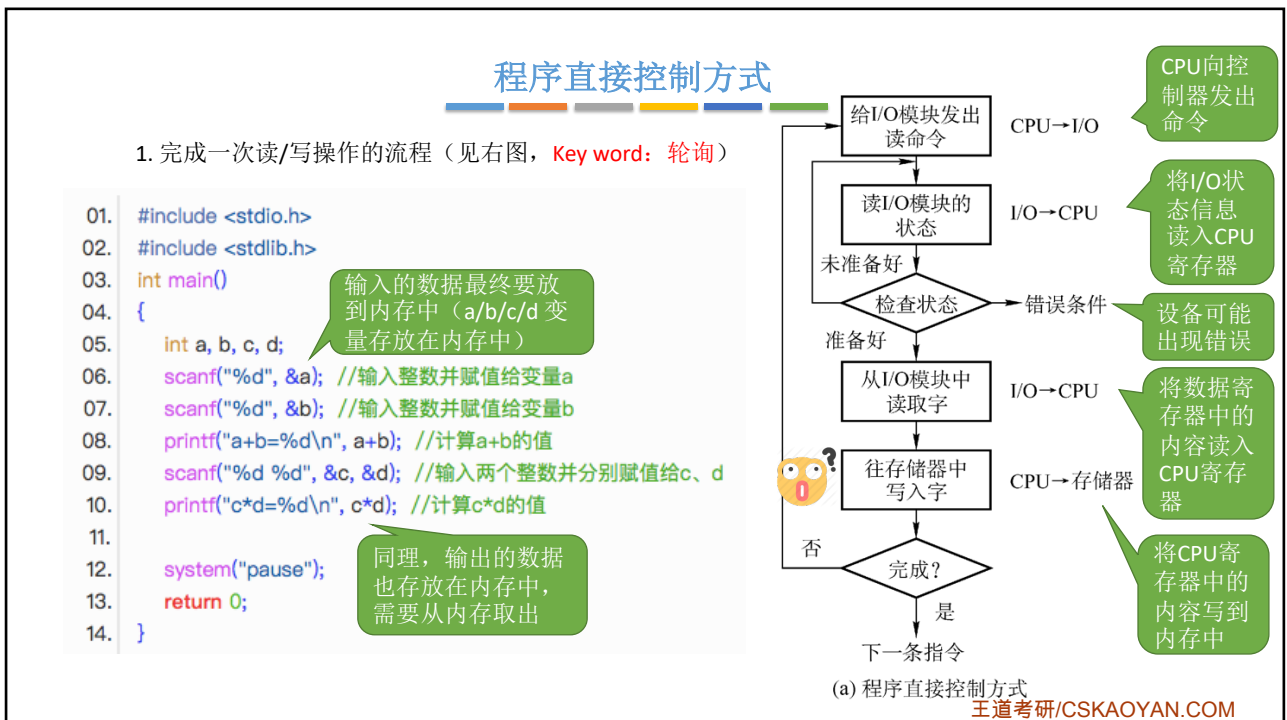 程序直接控制方式
1. 完成一次读/写操作的流程（见右图，Key word：轮询）
01. #include <stdio.h>
02. #include <stdlib.h>
03. int main()
04. {
05. int a, b, c, d;
06. scanf("%d", &a); //输入整数并赋值给变量a
07. scanf("%d", &b); //输入整数并赋值给变量b
08. printf("a+b=%d\n", a+b); //计算a+b的值
09. scanf("%d %d", &c, &d); //输入两个整数并分别赋值给c、d
10. printf("c*d=%d\n", c*d); //计算c*d的值
11.
12. system("pause");
13. return 0;
14. }
输入的数据最终要放
到内存中（a/b/c/d 变
量存放在内存中）
同理，输出的数据
也存放在内存中，
需要从内存取出
给I/O模块发出
读命令
CPU→I/O
CPU向控
制器发出
命令
读I/O模块的
状态
I/O→CPU
将I/O状
态信息
读入CPU
寄存器
未准备好
检查状态
错误条件
设备可能
出现错误
准备好
从I/O模块中
读取字
I/O→CPU
将数据寄
存器中的
内容读入
CPU寄存
器
?
往存储器中
写入字
CPU→存储器
将CPU寄
存器中的
内容写到
内存中
否
完成?
是
下一条指令
(a) 程序直接控制方式
王道考研/CSKAOYAN.COM